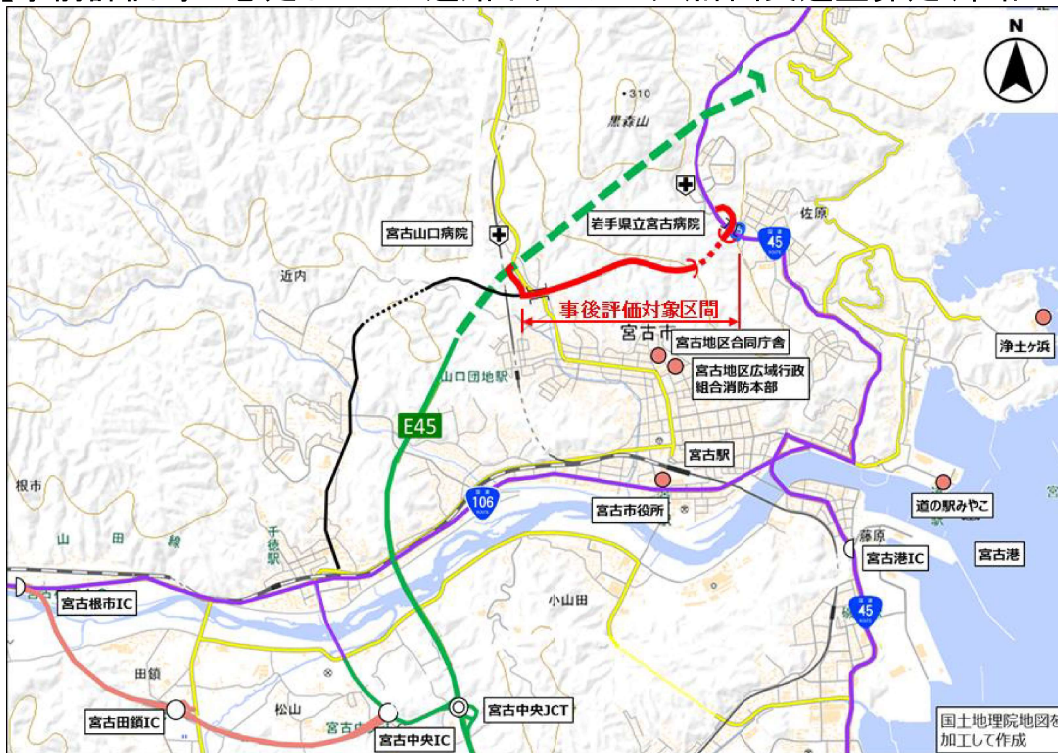 N
・310
黒森山
岩手県立宮古病院
佐原
45
宮古山口病院
近内
事後評価対象区間
宮古市
宮古地区合同庁舎
浄土ヶ浜
宮古地区広域行政
組合消防本部
山口団地駅
E45
宮古駅
根市
106
ROUTE
宮古市役所
道の駅みやこ
山田線
千徳駅
藤原
宮古港IC
宮古港
宮古根市IC
小山田
45
ROUTE
田鎖
宮古田鎖IC
松山
宮古中央JCT
宮古中央IC
国土地理院地図を
加工して作成